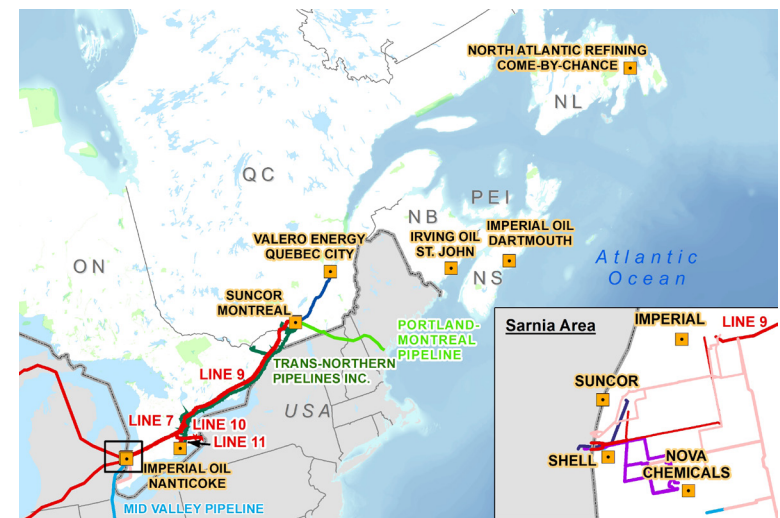 NORTH ATLANTIC REFINING
COME-BY-CHANCE
NL
QC
PEI
NB
VALERO ENERGY
QUEBEC CITY
IRVING OIL
ST. JOHN
IMPERIAL OIL
DARTMOUTH
NS
Atlantic
Ocean
ON
SUNCOR
MONTREAL
PORTLAND-
MONTREAL
PIPELINE
TRANS-NORTHERN
PIPELINES INC.
LINE 9
USA
LINE 7
LINE 10
LINE 11
IMPERIAL OIL
NANTICOKE
MID VALLEY PIPELINE
Sarnia Area
IMPERIAL
LINE 9
SUNCOR
SHELL
NOVA
CHEMICALS